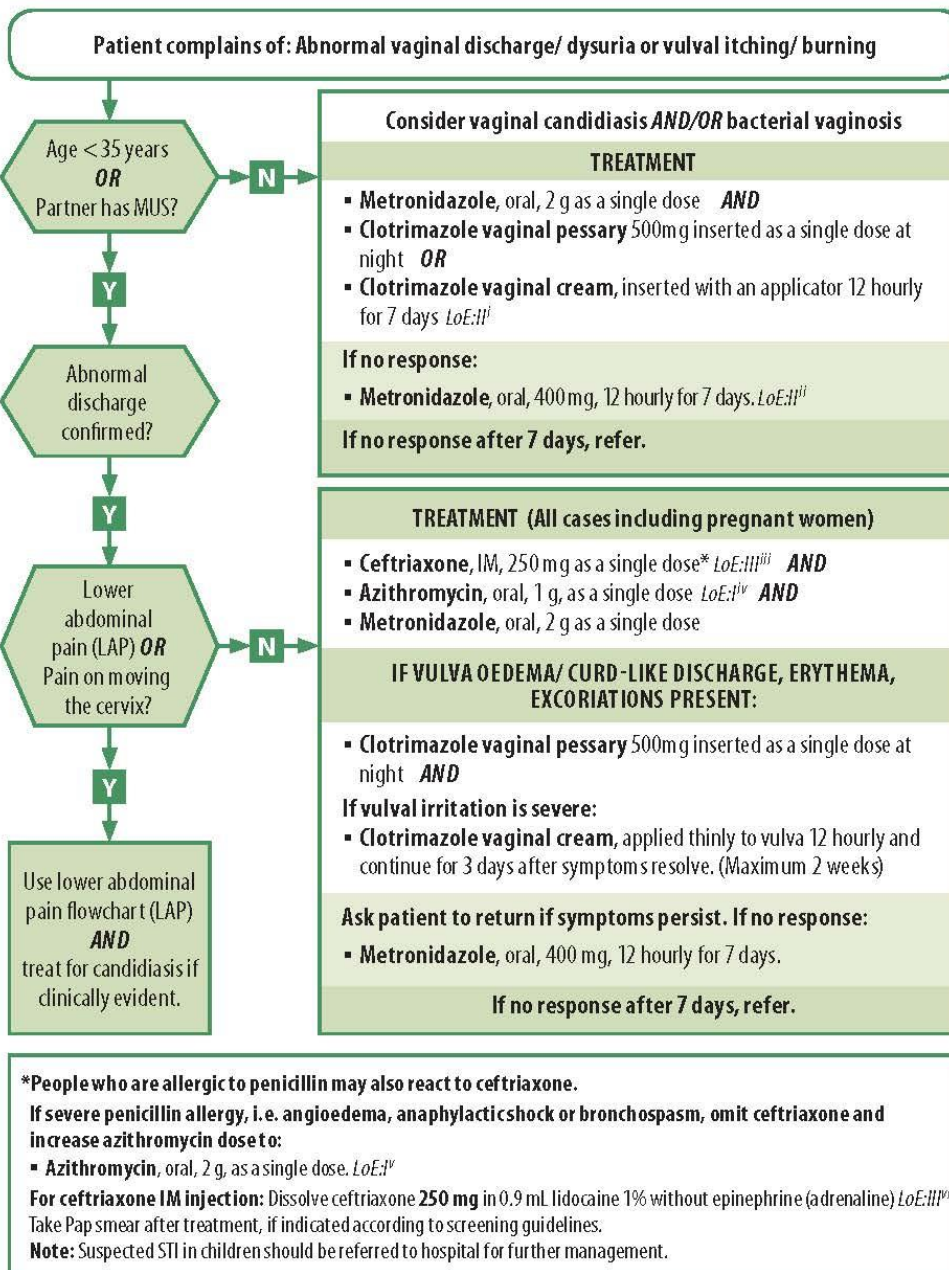 Patient complains of: Abnormal vaginal discharge/ dysuria or vulval itching/ burning
Age < 35 years
OR
Partner has MUS?
N
Y
Consider vaginal candidiasis AND/OR bacterial vaginosis
TREATMENT
▪ Metronidazole, oral, 2 g as a single dose AND
▪ Clotrimazole vaginal pessary 500mg inserted as a single dose at
night OR
▪ Clotrimazole vaginal cream, inserted with an applicator 12 hourly
for 7 days LoE:II i
If no response:
▪ Metronidazole, oral, 400 mg, 12 hourly for 7 days. LoE:II ii
If no response after 7 days, refer.
Abnormal
discharge
confirmed?
Y
Lower
abdominal
pain (LAP) OR
Pain on moving
the cervix?
N
Y
TREATMENT (All cases including pregnant women)
▪ Ceftriaxone, IM, 250 mg as a single dose* LoE:III iii AND
▪ Azithromycin, oral, 1 g, as a single dose LoE:I iv AND
▪ Metronidazole, oral, 2 g as a single dose
IF VULVA OEDEMA/ CURD-LIKE DISCHARGE, ERYTHEMA,
EXCORIATIONS PRESENT:
▪ Clotrimazole vaginal pessary 500mg inserted as a single dose at
night AND
If vulval irritation is severe:
▪ Clotrimazole vaginal cream, applied thinly to vulva 12 hourly and
continue for 3 days after symptoms resolve. (Maximum 2 weeks)
Ask patient to return if symptoms persist. If no response:
▪ Metronidazole, oral, 400 mg, 12 hourly for 7 days.
If no response after 7 days, refer.
Use lower abdominal
pain flowchart (LAP)
AND
treat for candidiasis if
clinically evident.
*People who are allergic to penicillin may also react to ceftriaxone.
If severe penicillin allergy, i.e. angioedema, anaphylactic shock or bronchospasm, omit ceftriaxone and
increase azithromycin dose to:
▪ Azithromycin, oral, 2 g, as a single dose. LoE:I v
For ceftriaxone IM injection: Dissolve ceftriaxone 250 mg in 0.9 mL lidocaine 1% without epinephrine (adrenaline) LoE:III vi
Take Pap smear after treatment, if indicated according to screening guidelines.
Note: Suspected STI in children should be referred to hospital for further management.